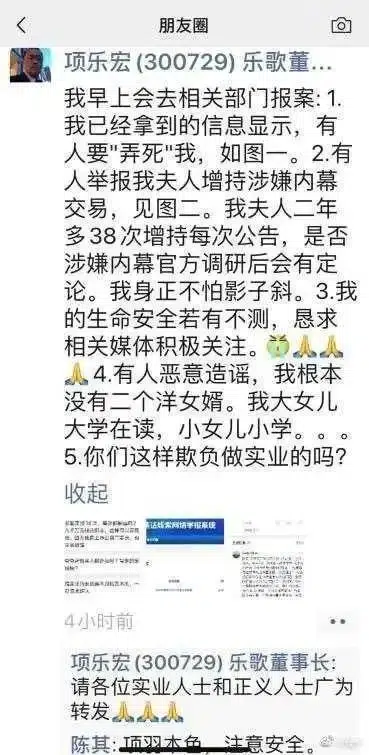 朋友圈
项乐宏(300729) 乐歌董…
我早上会去相关部门报案: 1.
我已经拿到的信息显示，有
人要"弄死"我，如图一。2.有
人举报我夫人增持涉嫌内幕
交易，见图二。我夫人二年
多38次增持每次公告，是否
涉嫌内幕官方调研后会有定
论。我身正不怕影子斜。3.我
的生命安全若有不测，恳求
相关媒体积极关注。🍏🙏🙏
🙏 4.有人恶意造谣，我根本
没有二个洋女婿。我大女儿
大学在读，小女儿小学。。。
5.你们这样欺负做实业的吗?
收起
4小时前
项乐宏(300729) 乐歌董事长:
请各位实业人士和正义人士广为
转发🙏🙏🙏
陈其: 项羽本色，注意安全。